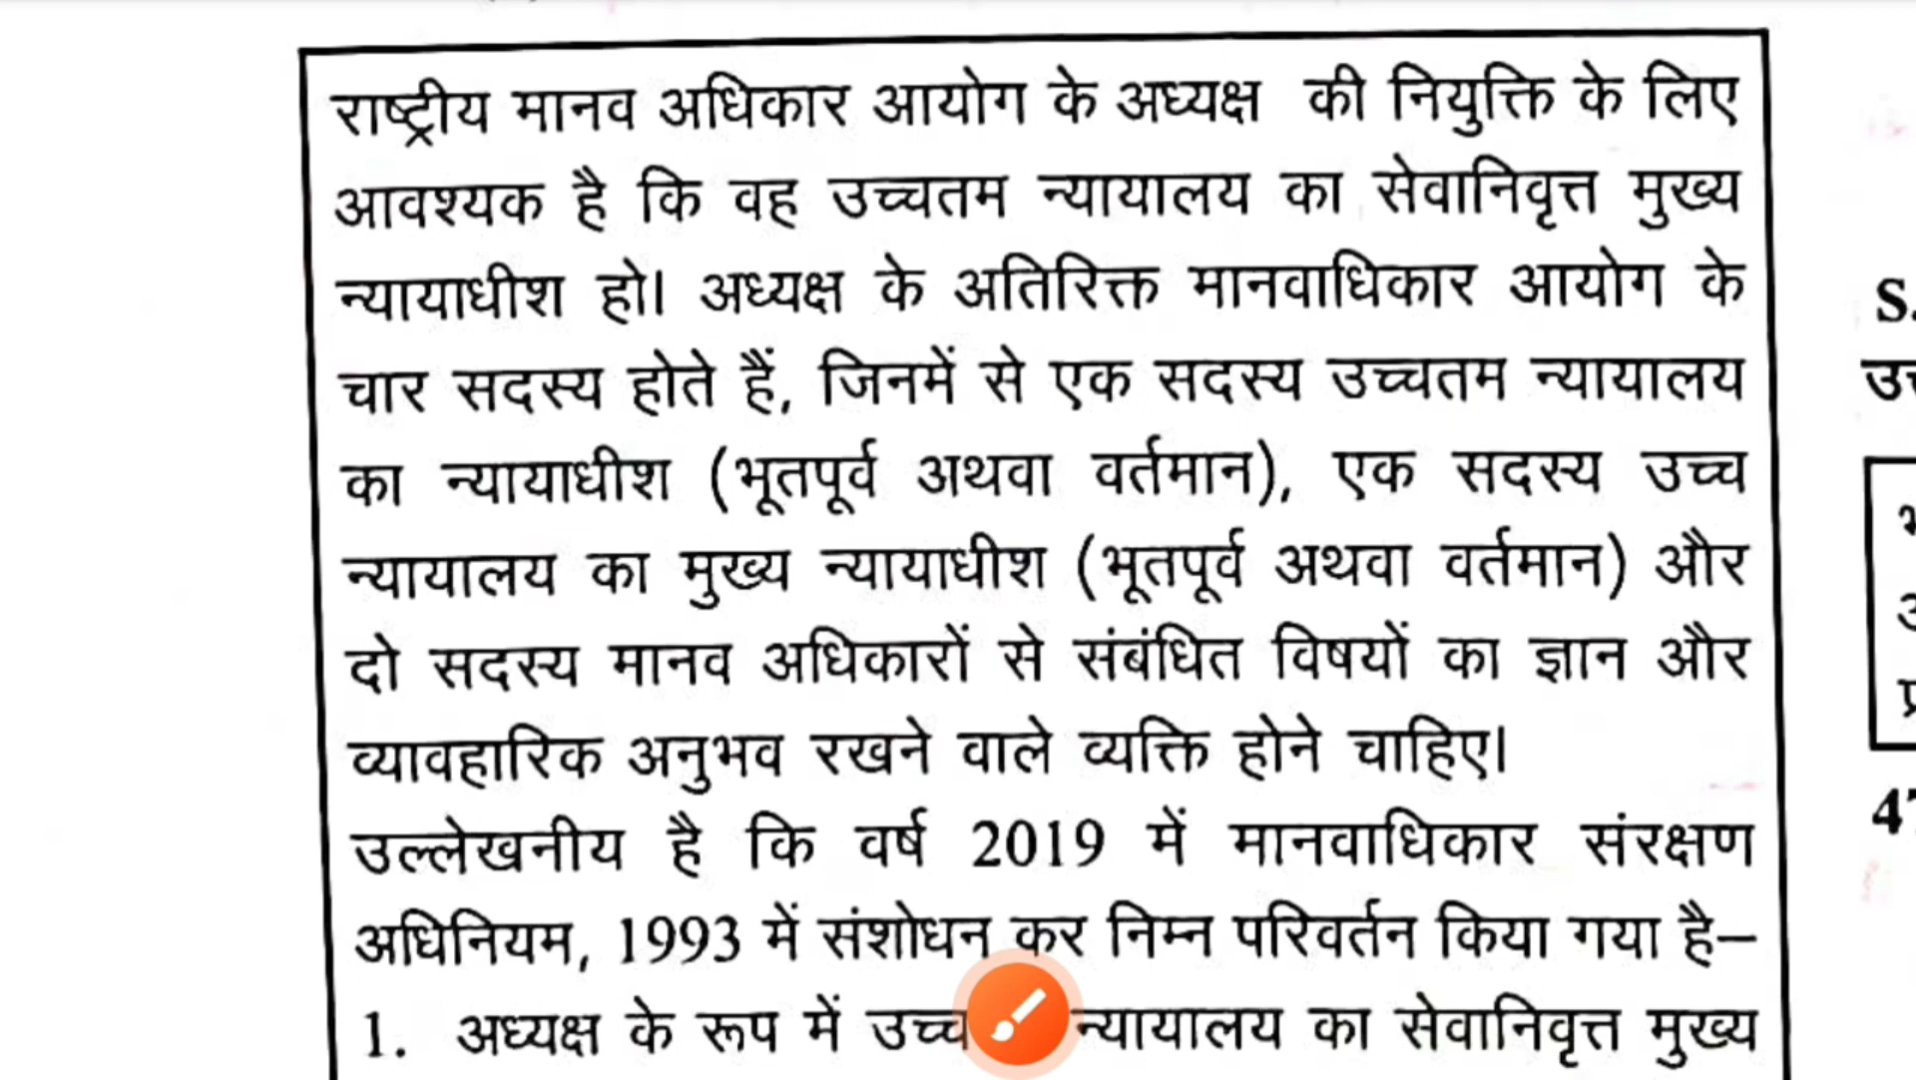 राष्ट्रीय मानव अधिकार आयोग के अध्यक्ष की नियुक्ति के लिए
आवश्यक है कि वह उच्चतम न्यायालय का सेवानिवृत्त मुख्य
न्यायाधीश हो। अध्यक्ष के अतिरिक्त मानवाधिकार आयोग के
चार सदस्य होते हैं, जिनमें से एक सदस्य उच्चतम न्यायालय
का न्यायाधीश (भूतपूर्व अथवा वर्तमान), एक सदस्य उच्च
न्यायालय का मुख्य न्यायाधीश (भूतपूर्व अथवा वर्तमान) और
दो सदस्य मानव अधिकारों से संबंधित विषयों का ज्ञान और
व्यावहारिक अनुभव रखने वाले व्यक्ति होने चाहिए।
उल्लेखनीय है कि वर्ष 2019 में मानवाधिकार संरक्षण
अधिनियम, 1993 में संशोधन कर निम्न परिवर्तन किया गया है–
1. अध्यक्ष के रूप में न्यायालय का सेवानिवृत्त मुख्य
S.